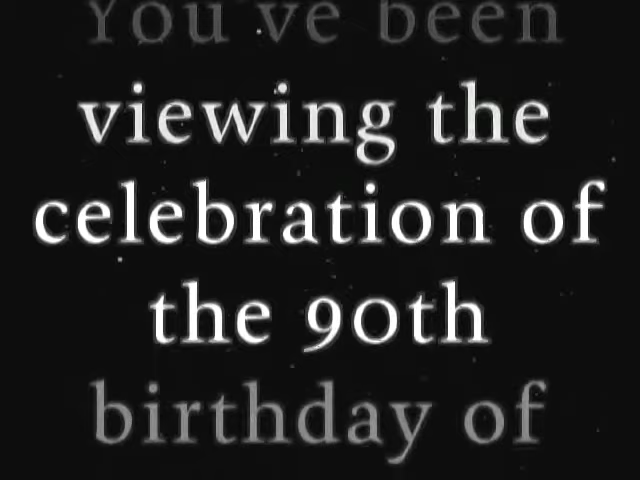 You've been
viewing the
celebration of
the 90th
birthday of